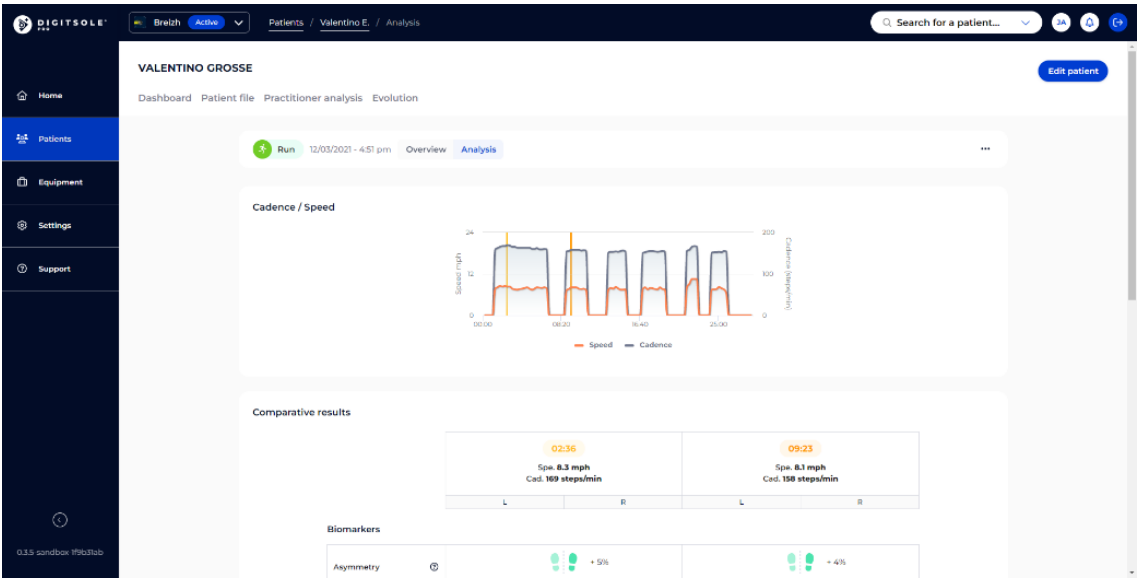 DIGITSOLE PRO
Breizh Active
Patients / Valentino E. / Analysis
Search for a patient...
JA
VALENTINO GROSSE
Edit patient
Dashboard Patient file Practitioner analysis Evolution
Home
Patients
Equipment
Settings
Support
0.3.5 sandbox 1f9b31ab
Run 12/03/2021 - 4:51 pm Overview Analysis
...
Cadence / Speed
24
12
0
Speed mph
200
100
0
Cadence (steps/min)
00:00 08:20 16:40 25:00
Speed Cadence
Comparative results
02:36 09:23
Spe. 8.3 mph Spe. 8.1 mph
Cad. 169 steps/min Cad. 158 steps/min
L R L R
Biomarkers
Asymmetry ? + 5% + 4%